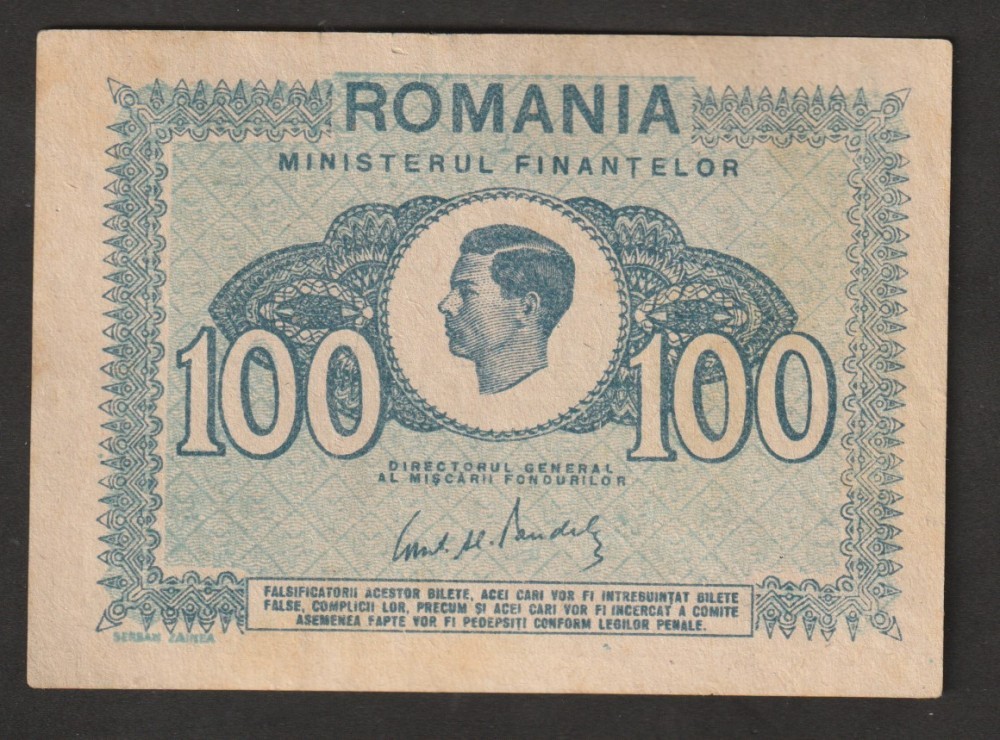 ROMANIA
MINISTERUL FINANȚELOR
100 100
DIRECTORUL GENERAL
AL MIȘCĂRII FONDURILOR
FALSIFICATORII ACESTOR BILETE, ACEI CARI VOR FI INTREBUINȚAT BILETE
FALSE, COMPLICII LOR, PRECUM ȘI ACEI CARI VOR FI INCERCAT A COMITE
ASEMENEA FAPTE VOR FI PEDEPSIȚI CONFORM LEGILOR PENALE.
SERBAN ZAINEA